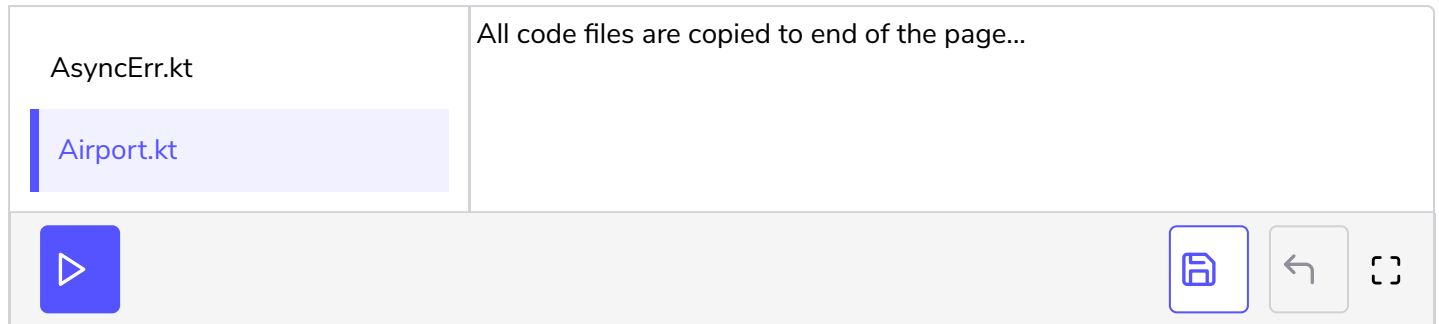 AsyncErr.kt
Airport.kt
All code files are copied to end of the page...